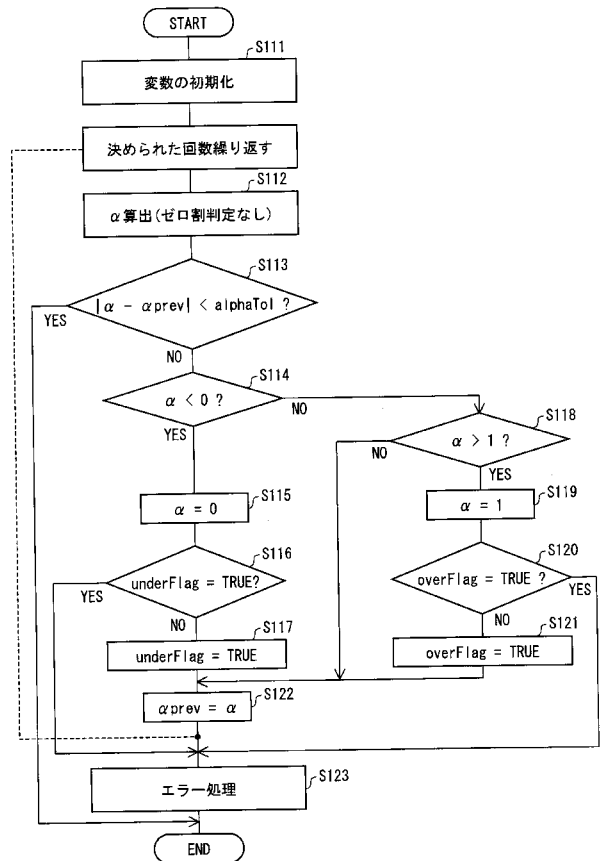 START
S111
変数の初期化
決められた回数繰り返す
S112
α算出(ゼロ割判定なし)
S113
|α - αprev| < alphaTol ?
YES
NO
S114
α < 0 ?
NO
YES
S118
α > 1 ?
NO
YES
S115
α = 0
S119
α = 1
S116
underFlag = TRUE?
YES
NO
S120
overFlag = TRUE ?
YES
NO
S117
underFlag = TRUE
S121
overFlag = TRUE
S122
αprev = α
S123
エラー処理
END